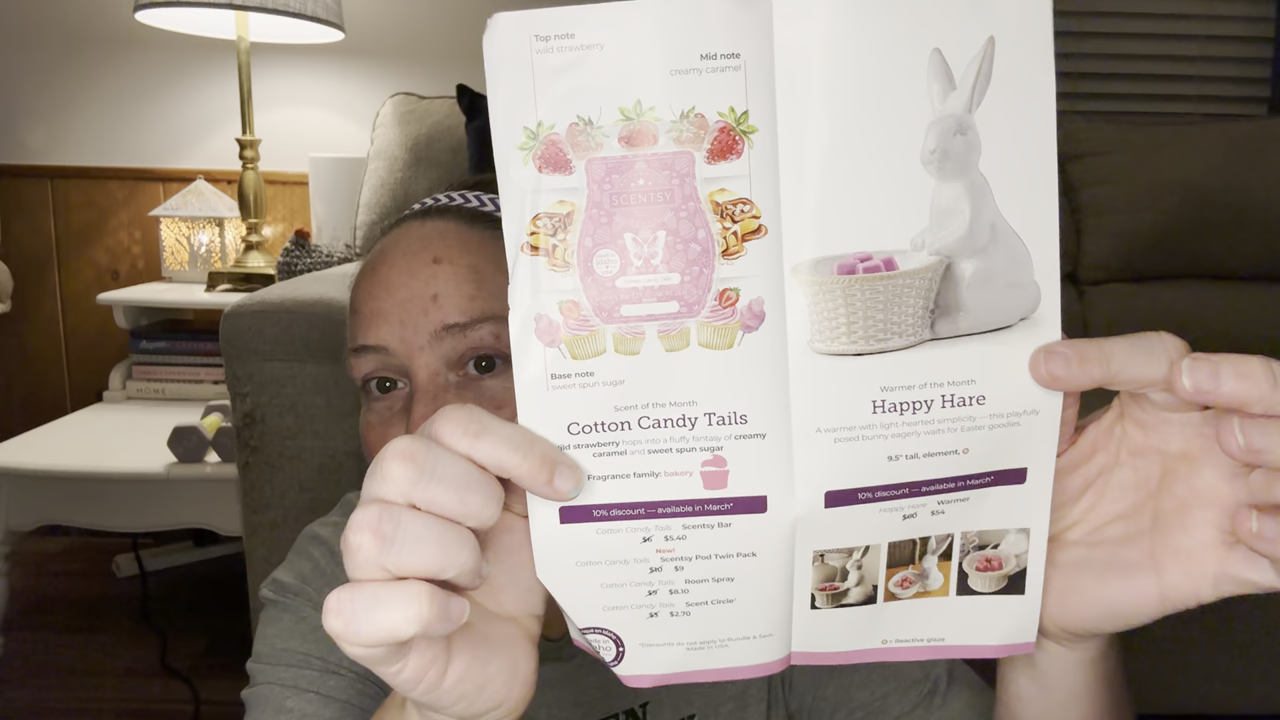 Top note
wild strawberry
Mid note
creamy caramel
SCENTSY
Base note
sweet spun sugar
Scent of the Month
Cotton Candy Tails
wild strawberry hops into a fluffy fantasy of creamy
caramel and sweet spun sugar
Fragrance family: bakery
10% discount — available in March*
Cotton Candy Tails Scentsy Bar
$6 $5.40
New!
Cotton Candy Tails Scentsy Pod Twin Pack
$10 $9
Cotton Candy Tails Room Spray
$9 $8.10
Cotton Candy Tails Scent Circle
$3 $2.70
*Discounts do not apply to Bundle & Save.
Made in USA.
Warmer of the Month
Happy Hare
A warmer with light-hearted simplicity — this playfully
posed bunny eagerly waits for Easter goodies.
9.5" tall, element,
10% discount — available in March*
Happy Hare Warmer
$60 $54
= Reactive glaze
HOME